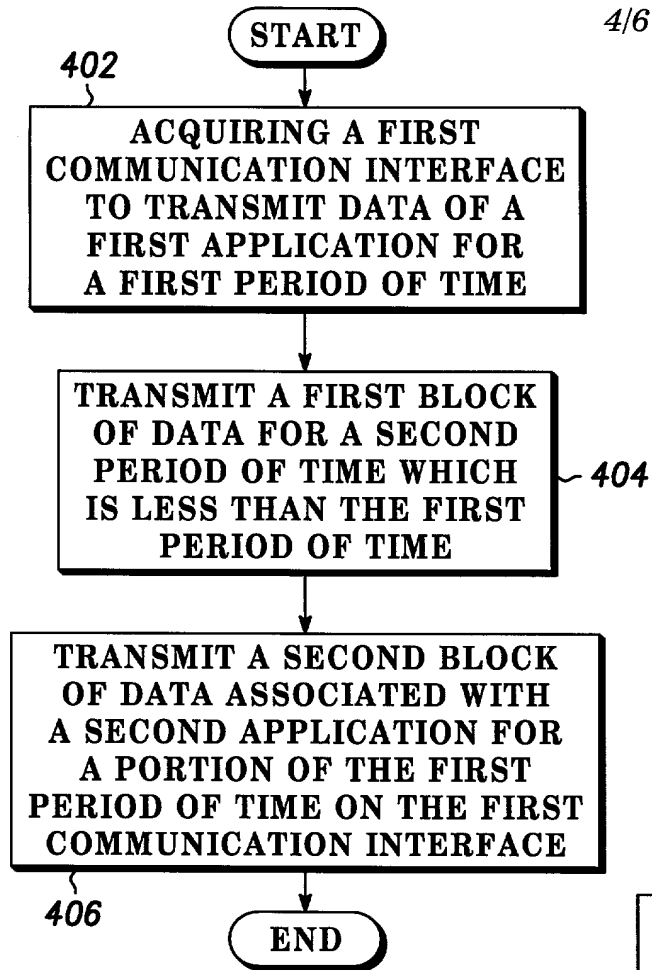 4/6
START
402
ACQUIRING A FIRST
COMMUNICATION INTERFACE
TO TRANSMIT DATA OF A
FIRST APPLICATION FOR
A FIRST PERIOD OF TIME
TRANSMIT A FIRST BLOCK
OF DATA FOR A SECOND
PERIOD OF TIME WHICH
IS LESS THAN THE FIRST
PERIOD OF TIME
404
TRANSMIT A SECOND BLOCK
OF DATA ASSOCIATED WITH
A SECOND APPLICATION FOR
A PORTION OF THE FIRST
PERIOD OF TIME ON THE FIRST
COMMUNICATION INTERFACE
406
END